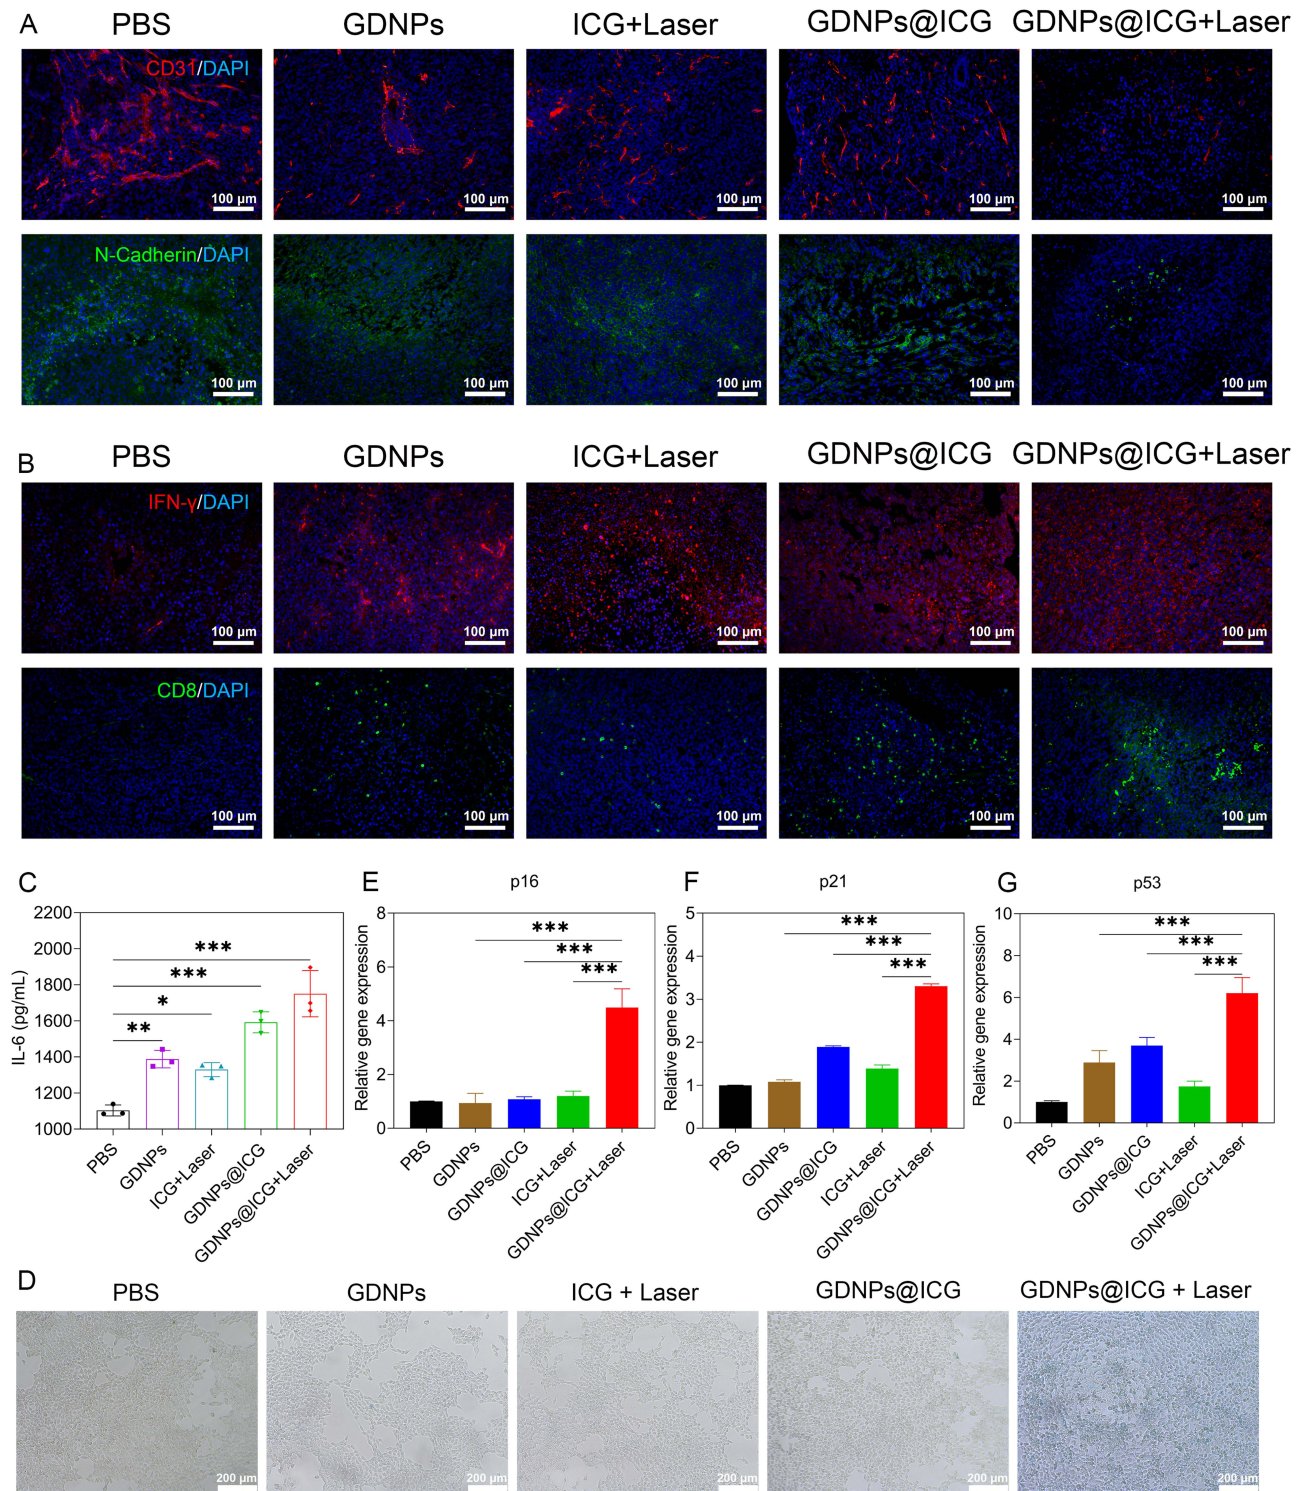 A
PBS GDNPs ICG+Laser GDNPs@ICG GDNPs@ICG+Laser
CD31/DAPI
100 µm 100 µm 100 µm 100 µm 100 µm
N-Cadherin/DAPI
100 µm 100 µm 100 µm 100 µm 100 µm
B
PBS GDNPs ICG+Laser GDNPs@ICG GDNPs@ICG+Laser
IFN-γ/DAPI
100 µm 100 µm 100 µm 100 µm 100 µm
CD8/DAPI
100 µm 100 µm 100 µm 100 µm 100 µm
C
IL-6 (pg/mL)
2200
2000
1800
1600
1400
1200
1000
***
***
*
**
PBS
GDNPs
ICG+Laser
GDNPs@ICG
GDNPs@ICG+Laser
E
p16
Relative gene expression
8
6
4
2
0
***
***
***
PBS
GDNPs
GDNPs@ICG
ICG+Laser
GDNPs@ICG+Laser
F
p21
Relative gene expression
5
4
3
2
1
0
***
***
***
PBS
GDNPs
GDNPs@ICG
ICG+Laser
GDNPs@ICG+Laser
G
p53
Relative gene expression
10
8
6
4
2
0
***
***
***
PBS
GDNPs
GDNPs@ICG
ICG+Laser
GDNPs@ICG+Laser
D
PBS GDNPs ICG + Laser GDNPs@ICG GDNPs@ICG + Laser
200 µm 200 µm 200 µm 200 µm 200 µm